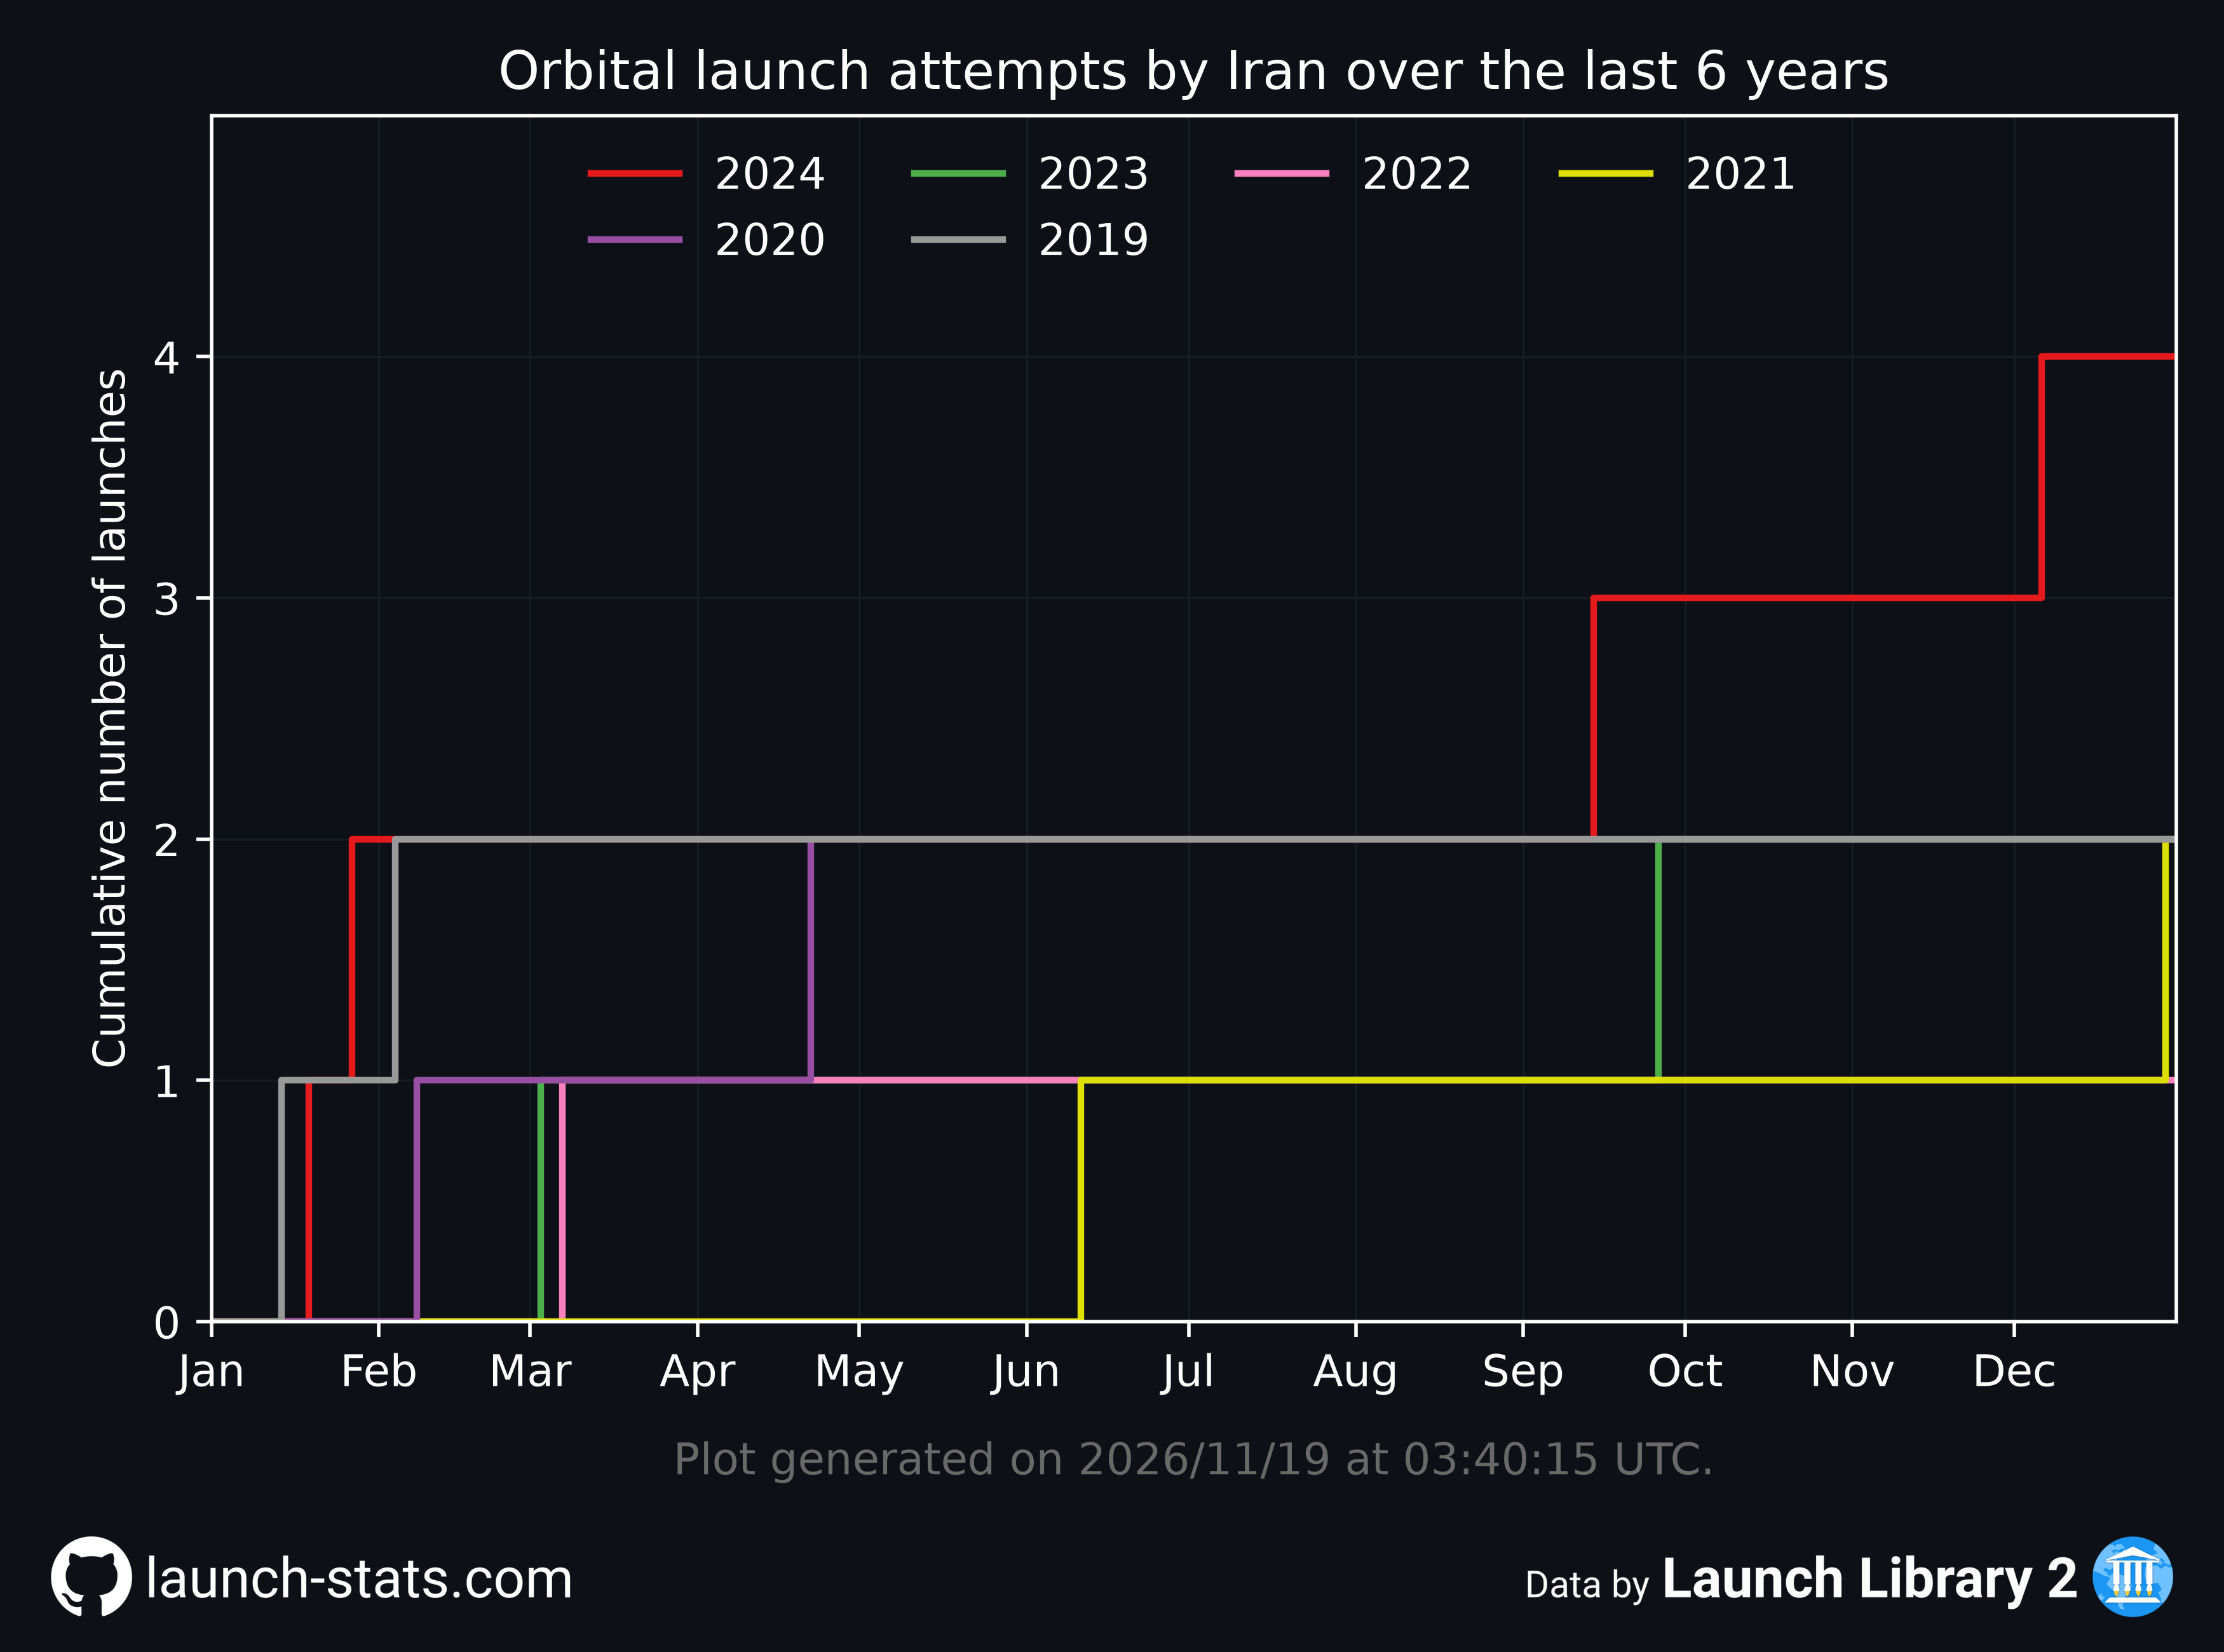 Orbital launch attempts by Iran over the last 6 years
2024 2023 2022 2021
2020 2019
Cumulative number of launches
4
3
2
1
0
Jan Feb Mar Apr May Jun Jul Aug Sep Oct Nov Dec
Plot generated on 2026/11/19 at 03:40:15 UTC.
launch-stats.com
Data by Launch Library 2